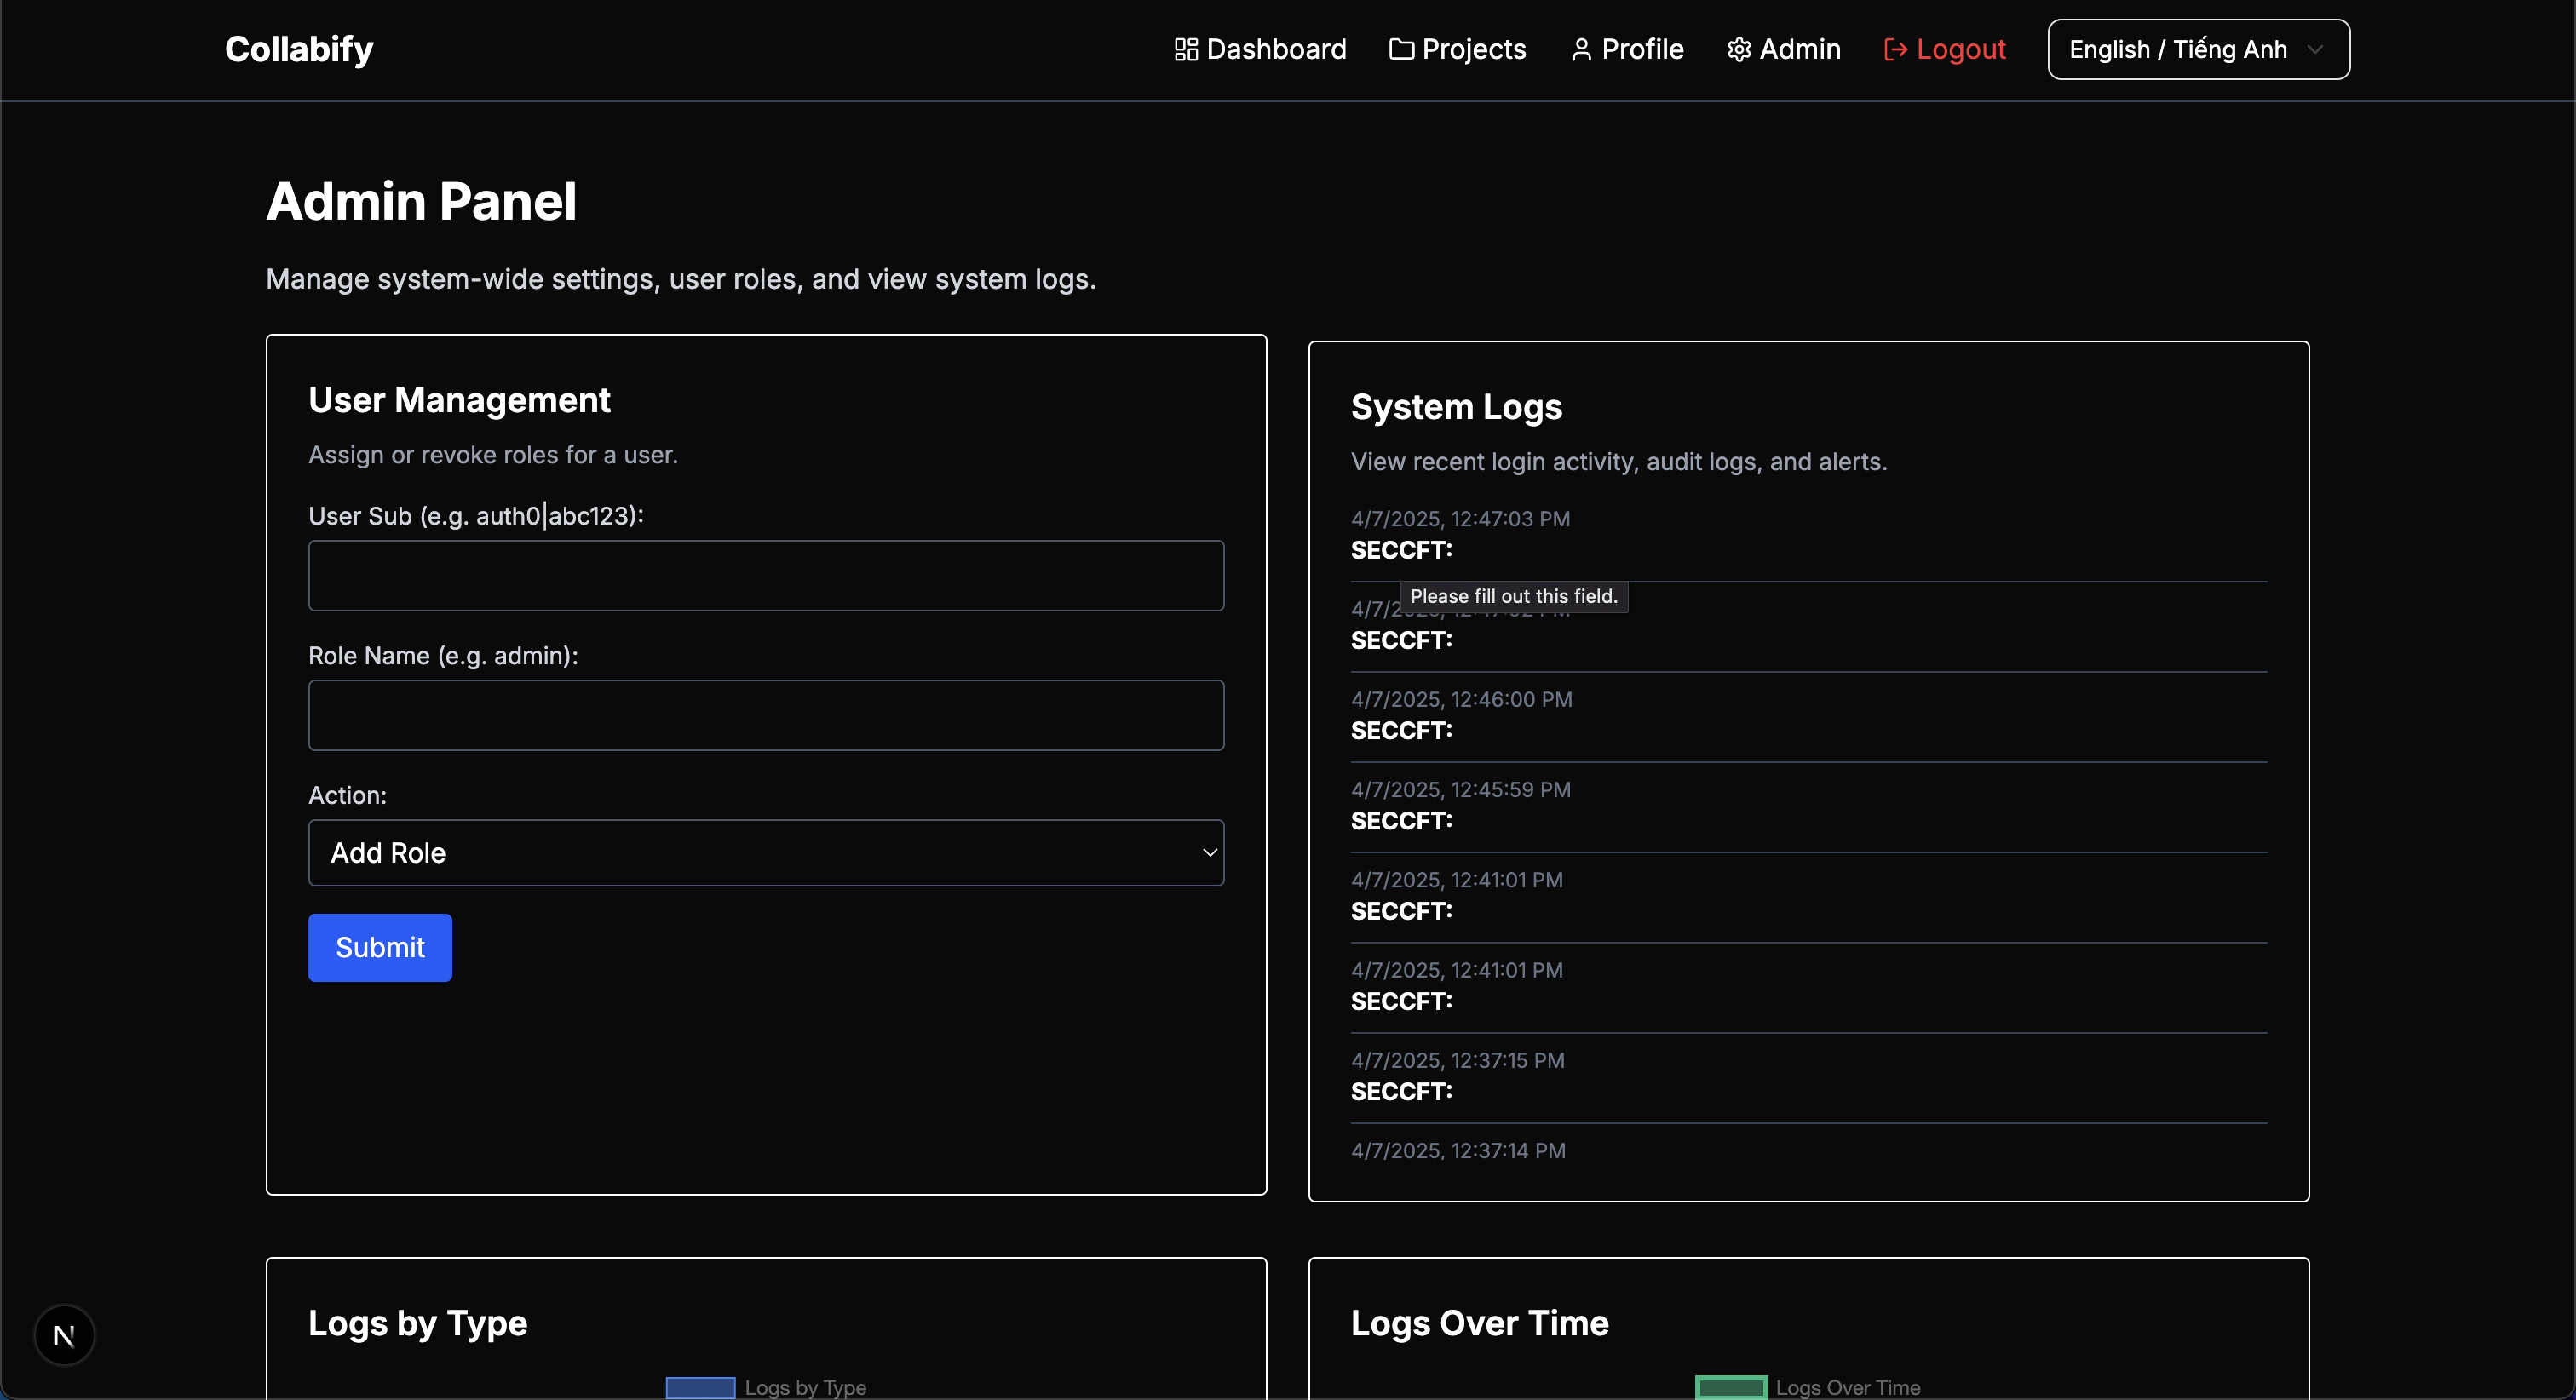 Collabify
Dashboard
Projects
Profile
Admin
Logout
English / Tiếng Anh
Admin Panel
Manage system-wide settings, user roles, and view system logs.
User Management
Assign or revoke roles for a user.
User Sub (e.g. auth0|abc123):
Role Name (e.g. admin):
Action:
Add Role
Submit
System Logs
View recent login activity, audit logs, and alerts.
4/7/2025, 12:47:03 PM
SECCFT:
Please fill out this field.
SECCFT:
4/7/2025, 12:46:00 PM
SECCFT:
4/7/2025, 12:45:59 PM
SECCFT:
4/7/2025, 12:41:01 PM
SECCFT:
4/7/2025, 12:41:01 PM
SECCFT:
4/7/2025, 12:37:15 PM
SECCFT:
4/7/2025, 12:37:14 PM
Logs by Type
Logs by Type
Logs Over Time
Logs Over Time
N